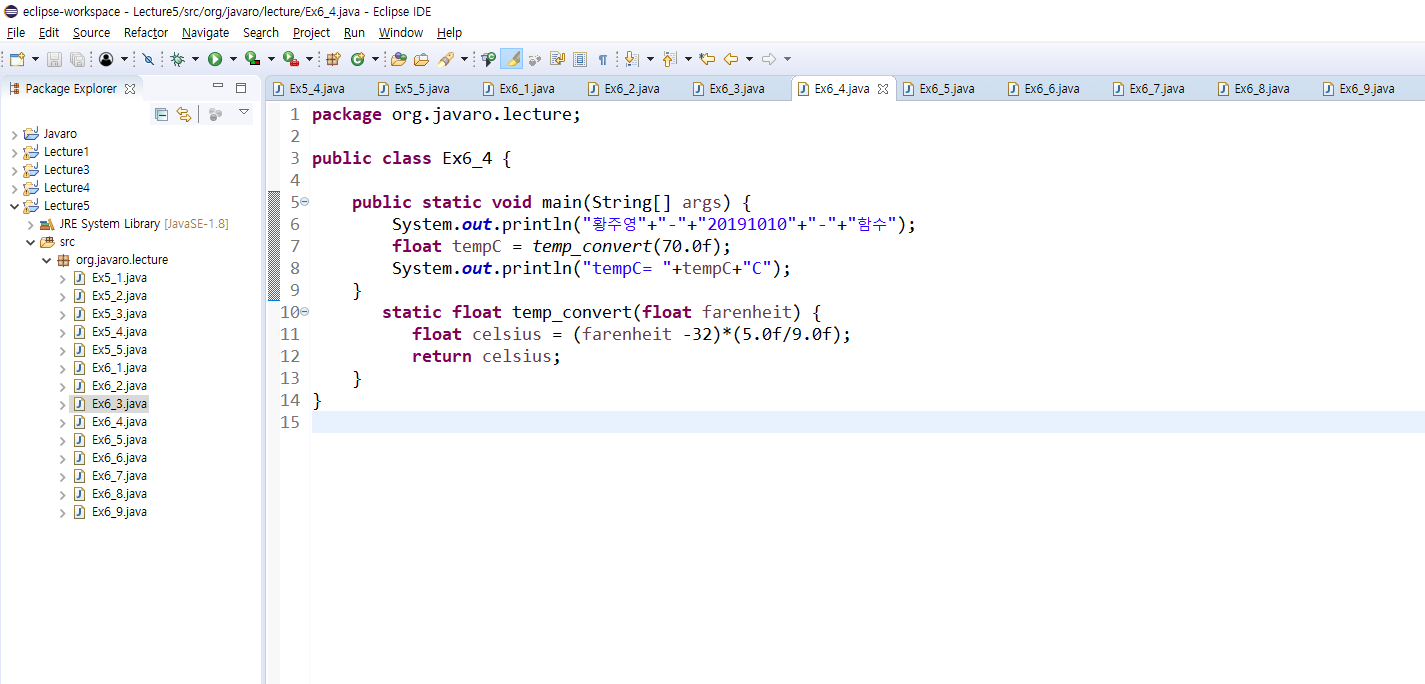 eclipse-workspace - Lecture5/src/org/javaro/lecture/Ex6_4.java - Eclipse IDE
File Edit Source Refactor Navigate Search Project Run Window Help
Package Explorer
Ex5_4.java Ex5_5.java Ex6_1.java Ex6_2.java Ex6_3.java Ex6_4.java Ex6_5.java Ex6_6.java Ex6_7.java Ex6_8.java Ex6_9.java
Javaro
Lecture1
Lecture3
Lecture4
Lecture5
JRE System Library [JavaSE-1.8]
src
org.javaro.lecture
Ex5_1.java
Ex5_2.java
Ex5_3.java
Ex5_4.java
Ex5_5.java
Ex6_1.java
Ex6_2.java
Ex6_3.java
Ex6_4.java
Ex6_5.java
Ex6_6.java
Ex6_7.java
Ex6_8.java
Ex6_9.java
1 package org.javaro.lecture;
2
3 public class Ex6_4 {
4
5 public static void main(String[] args) {
6 System.out.println("황주영"+"-"+"20191010"+"-"+"함수");
7 float tempC = temp_convert(70.0f);
8 System.out.println("tempC= "+tempC+"C");
9 }
10 static float temp_convert(float farenheit) {
11 float celsius = (farenheit -32)*(5.0f/9.0f);
12 return celsius;
13 }
14 }
15